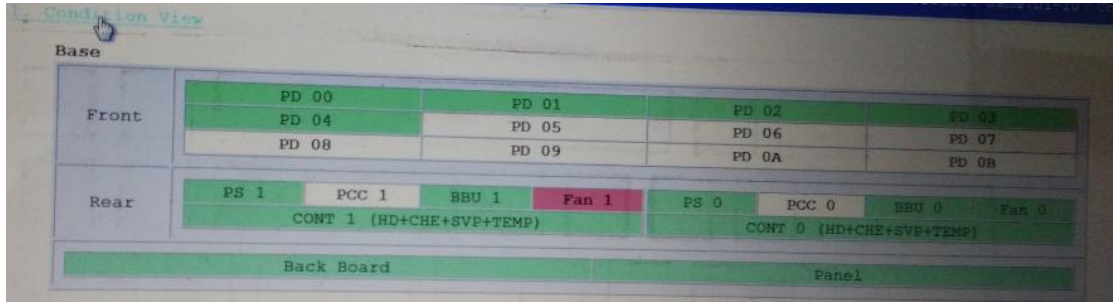 1. Condition View
Base
Front
PD 00 PD 01 PD 02 PD 03
PD 04 PD 05 PD 06 PD 07
PD 08 PD 09 PD 0A PD 0B
Rear
PS 1 PCC 1 BBU 1 Fan 1 PS 0 PCC 0 BBU 0 Fan 0
CONT 1 (HD+CHE+SVP+TEMP) CONT 0 (HD+CHE+SVP+TEMP)
Back Board Panel